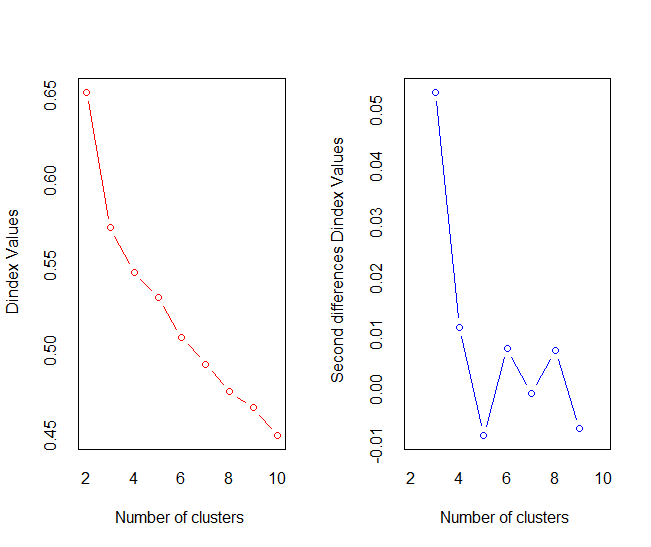 Dindex Values
0.65
0.60
0.55
0.50
0.45
2 4 6 8 10
Number of clusters
Second differences Dindex Values
0.05
0.04
0.03
0.02
0.01
0.00
-0.01
2 4 6 8 10
Number of clusters